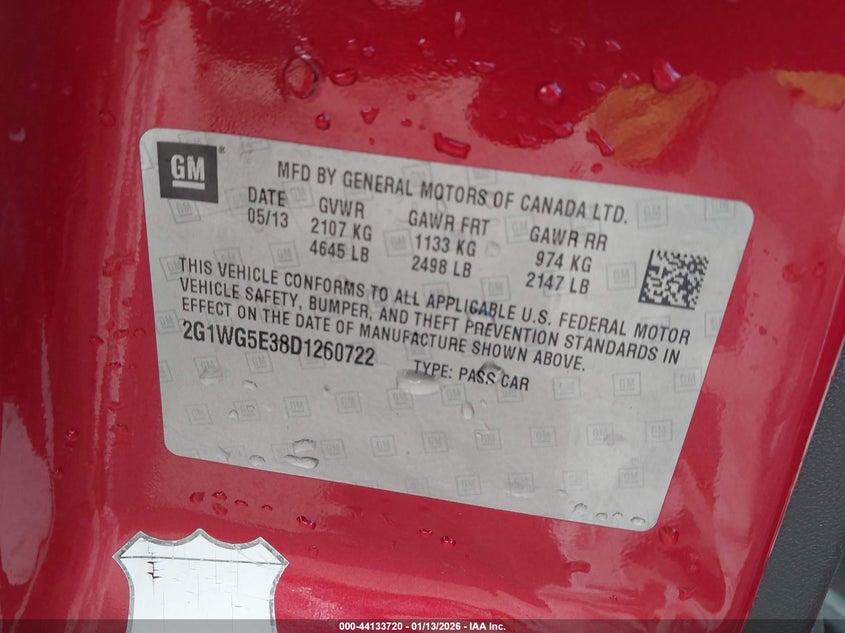 GM®
MFD BY GENERAL MOTORS OF CANADA LTD.
DATE GVWR GAWR FRT GAWR RR
05/13 2107 KG 1133 KG 974 KG
4645 LB 2498 LB 2147 LB
THIS VEHICLE CONFORMS TO ALL APPLICABLE U.S. FEDERAL MOTOR
VEHICLE SAFETY, BUMPER, AND THEFT PREVENTION STANDARDS IN
EFFECT ON THE DATE OF MANUFACTURE SHOWN ABOVE.
2G1WG5E38D1260722 TYPE: PASS CAR
000-44133720 - 01/13/2026 - IAA Inc.